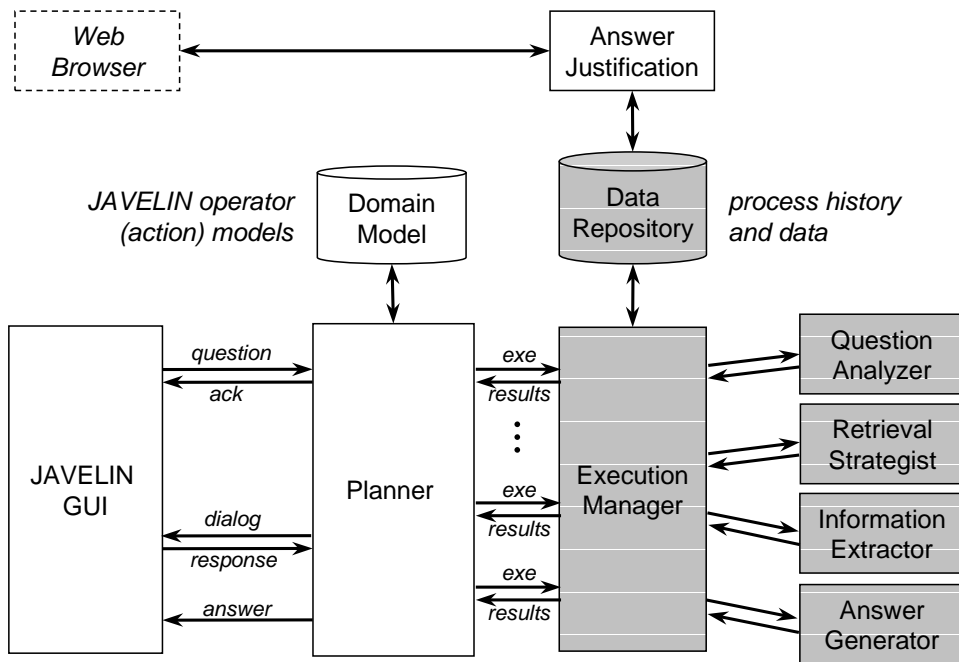 Web
Browser
Answer
Justification
JAVELIN operator
(action) models
Domain
Model
Data
Repository
process history
and data
JAVELIN
GUI
question
ack
dialog
response
answer
Planner
exe
results
exe
results
exe
results
Execution
Manager
Question
Analyzer
Retrieval
Strategist
Information
Extractor
Answer
Generator